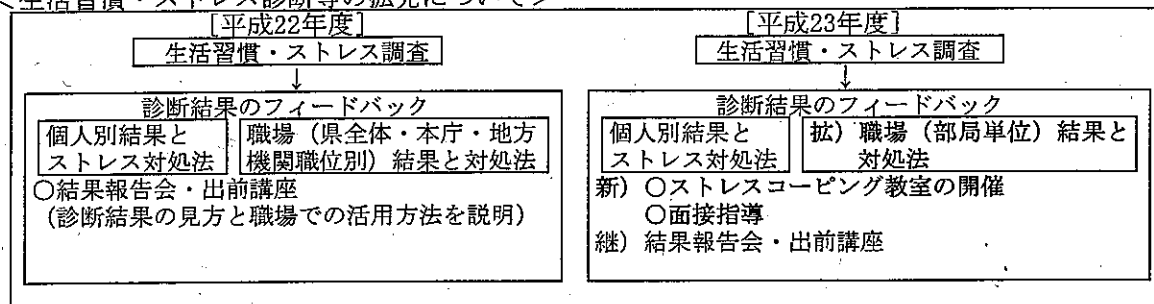 <生活習慣・ストレス診断等の拡充について>
[平成22年度]
生活習慣・ストレス調査
↓
診断結果のフィードバック
個人別結果と
ストレス対処法
職場（県全体・本庁・地方
機関職位別）結果と対処法
○結果報告会・出前講座
（診断結果の見方と職場での活用方法を説明）
[平成23年度]
生活習慣・ストレス調査
↓
診断結果のフィードバック
個人別結果と
ストレス対処法
拡）職場（部局単位）結果と
対処法
新）○ストレスコーピング教室の開催
○面接指導
継）結果報告会・出前講座